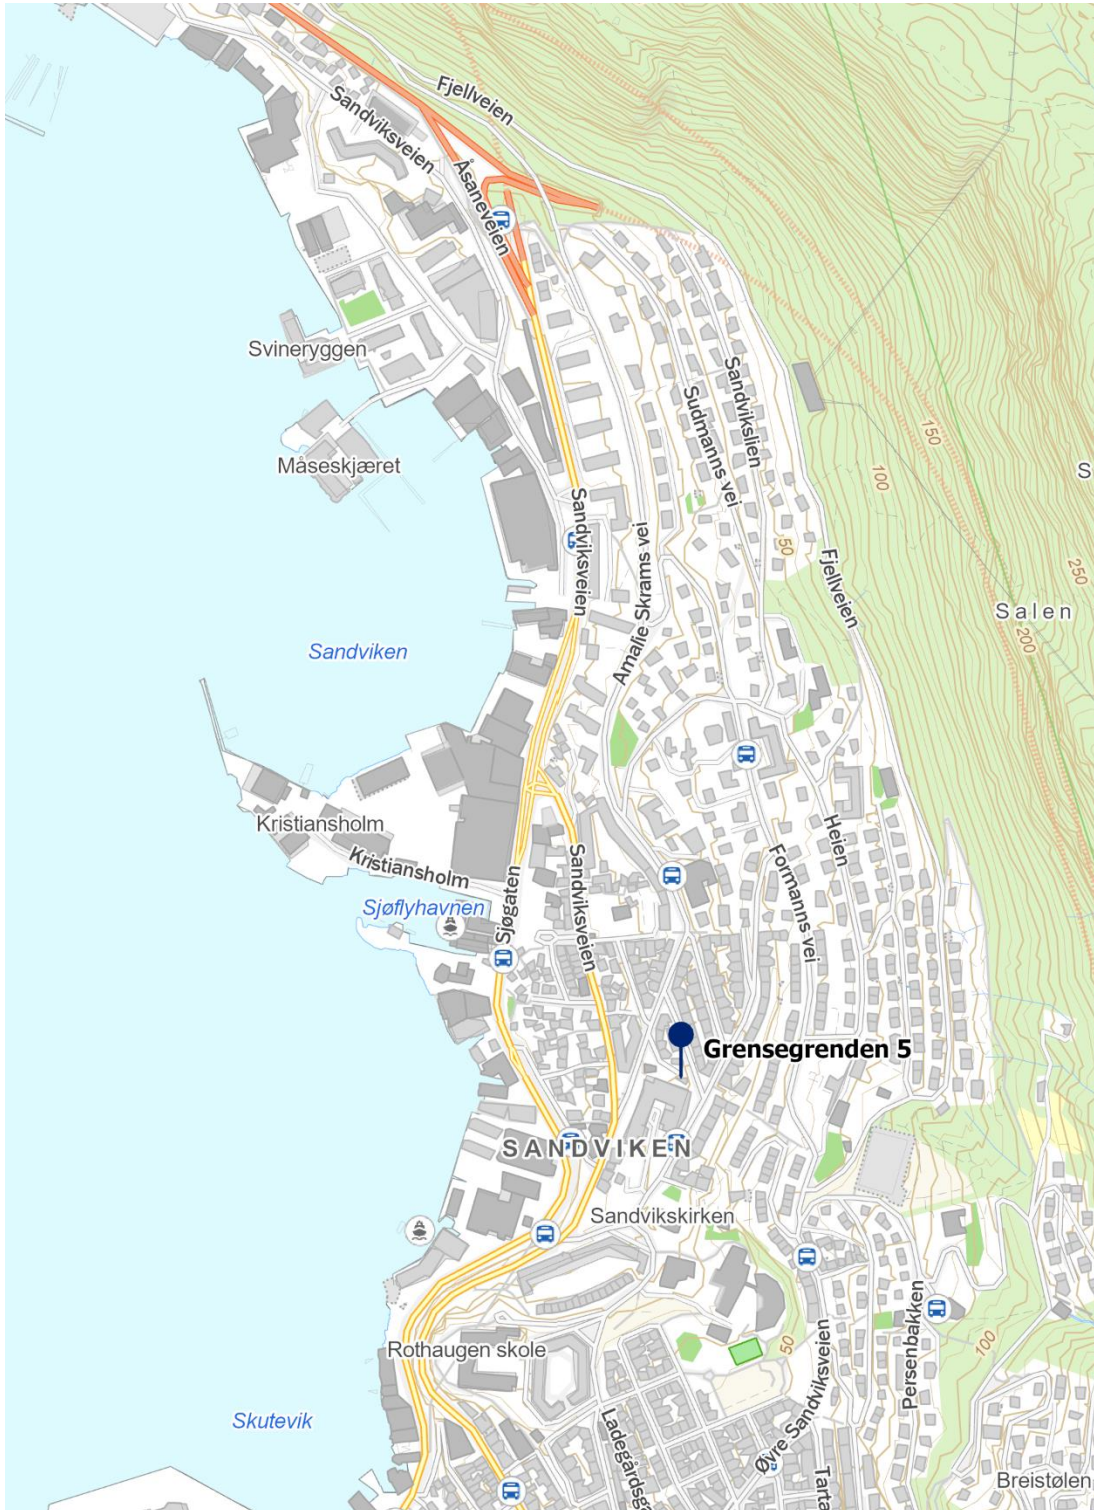 Fjellveien
Sandviksveien
Åsaneveien
Svineryggen
Sandvikslien
Sudmanns vei
150
Måseskjæret
100
S
Sandviksveien
Amalie Skrams vei
50
Fjellveien
250
Salen
200
Sandviken
Kristiansholm
Kristiansholm
Heien
Formanns vei
Sandviksveien
Sjøgaten
Sjøflyhavnen
Grensegrenden 5
SANDVIKEN
Sandvikskirken
Persenbakken
50
100
Rothaugen skole
Øvre Sandviksveien
Skutevik
Ladegårdsga
Tarta
Breistølen